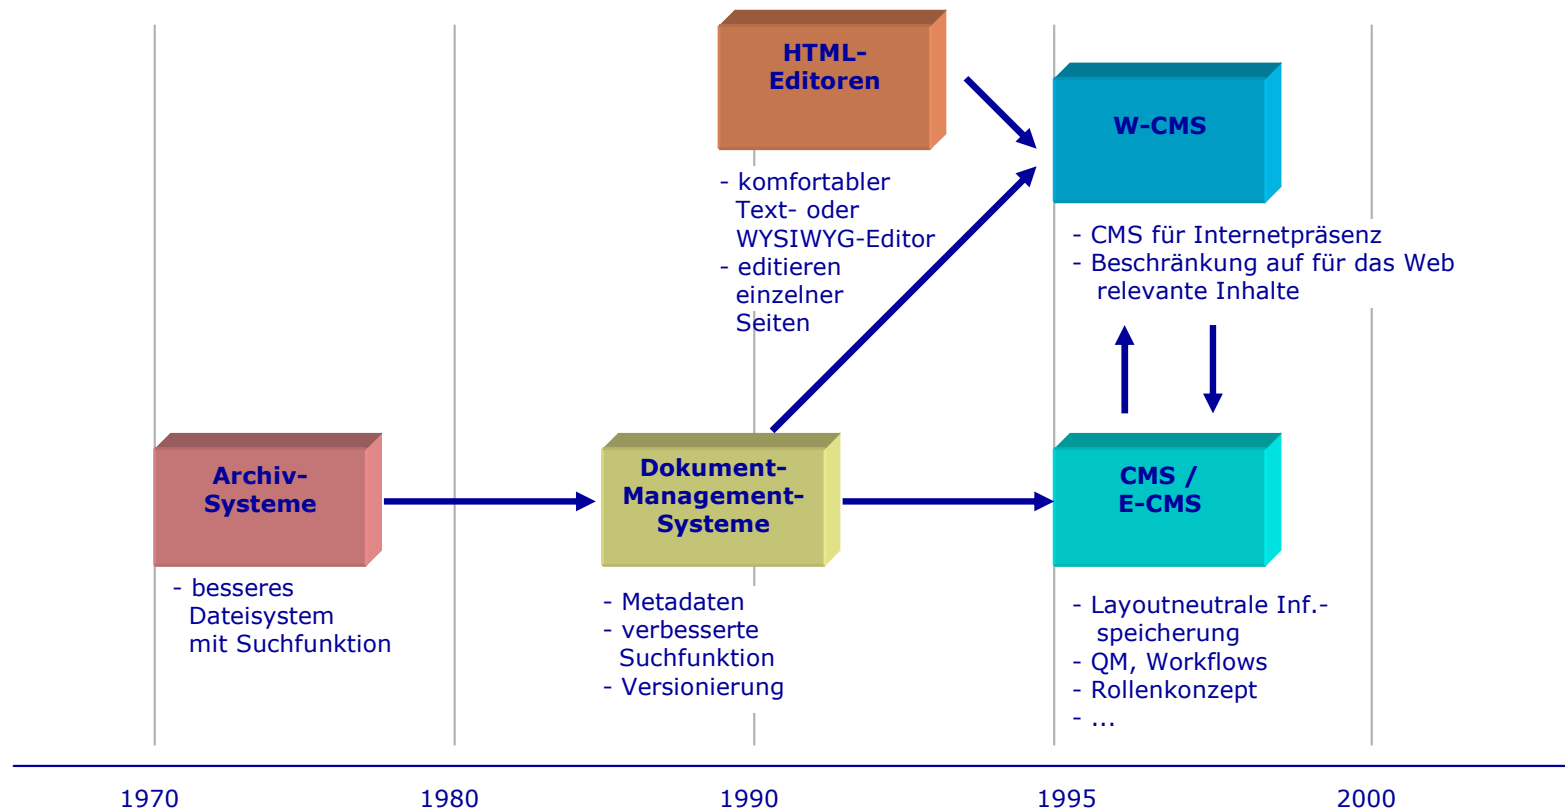 HTML-
Editoren
- komfortabler
Text- oder
WYSIWYG-Editor
- editieren
einzelner
Seiten
W-CMS
- CMS für Internetpräsenz
- Beschränkung auf für das Web
relevante Inhalte
Archiv-
Systeme
- besseres
Dateisystem
mit Suchfunktion
Dokument-
Management-
Systeme
- Metadaten
- verbesserte
Suchfunktion
- Versionierung
CMS /
E-CMS
- Layoutneutrale Inf.-
speicherung
- QM, Workflows
- Rollenkonzept
- ...
1970 1980 1990 1995 2000